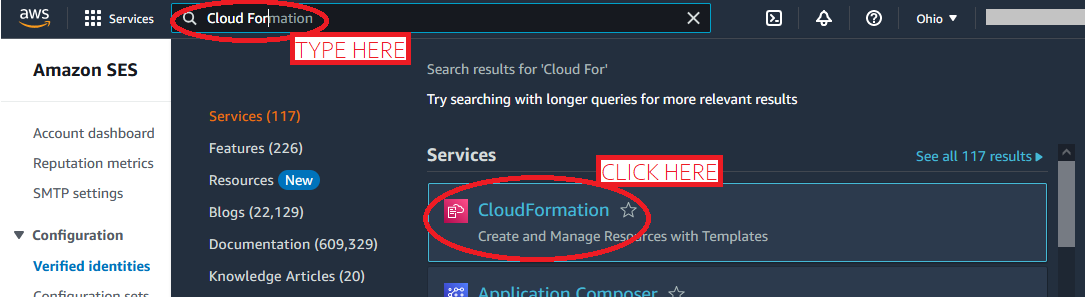 aws
Services
Cloud Formation
Ohio ▼
TYPE HERE
Amazon SES
Search results for 'Cloud For'
Try searching with longer queries for more relevant results
Account dashboard
Reputation metrics
SMTP settings
▼ Configuration
Verified identities
Configuration sets
Services (117)
Features (226)
Resources New
Blogs (22,129)
Documentation (609,329)
Knowledge Articles (20)
Services
See all 117 results ▶
CLICK HERE
CloudFormation
Create and Manage Resources with Templates
Application Composer